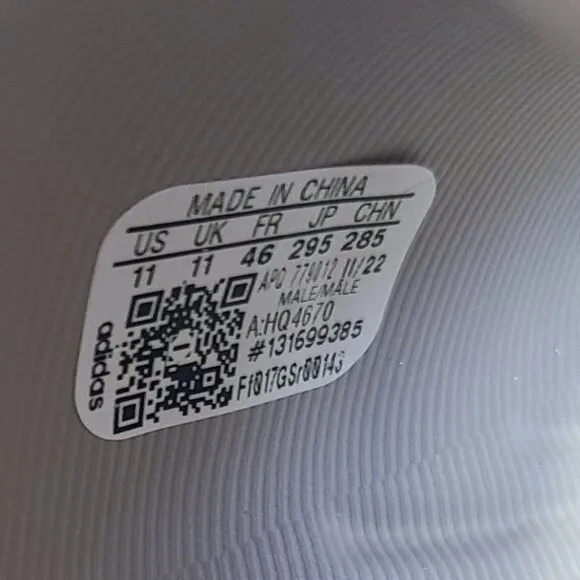 MADE IN CHINA
US UK FR JP CHN
11 11 46 295 285
APO 779012 11/22
MALE/MALE
A:HQ4670
#131699385
adidas